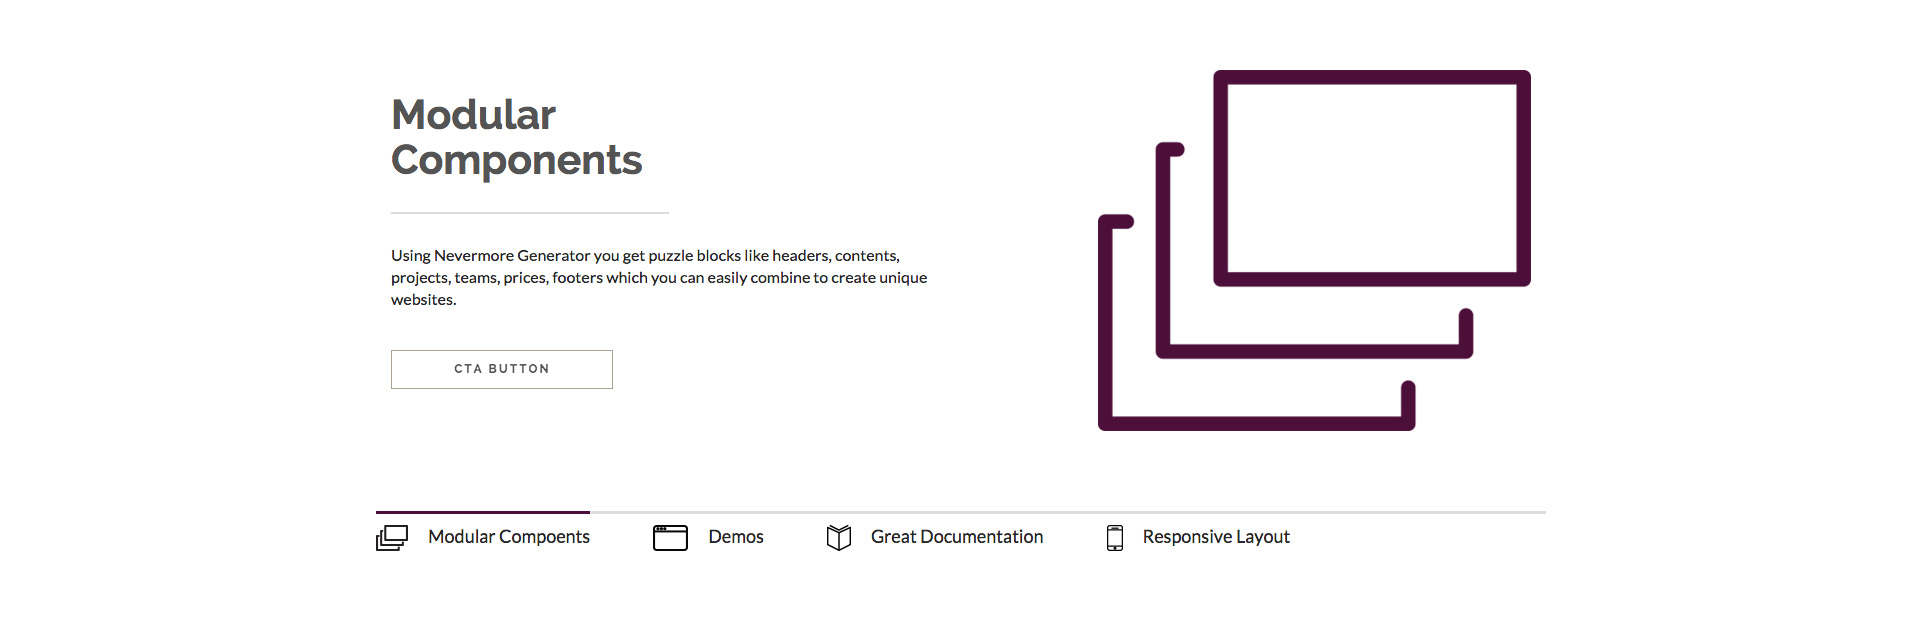 Modular
Components
Using Nevermore Generator you get puzzle blocks like headers, contents,
projects, teams, prices, footers which you can easily combine to create unique
websites.
CTA BUTTON
Modular Compoents
Demos
Great Documentation
Responsive Layout